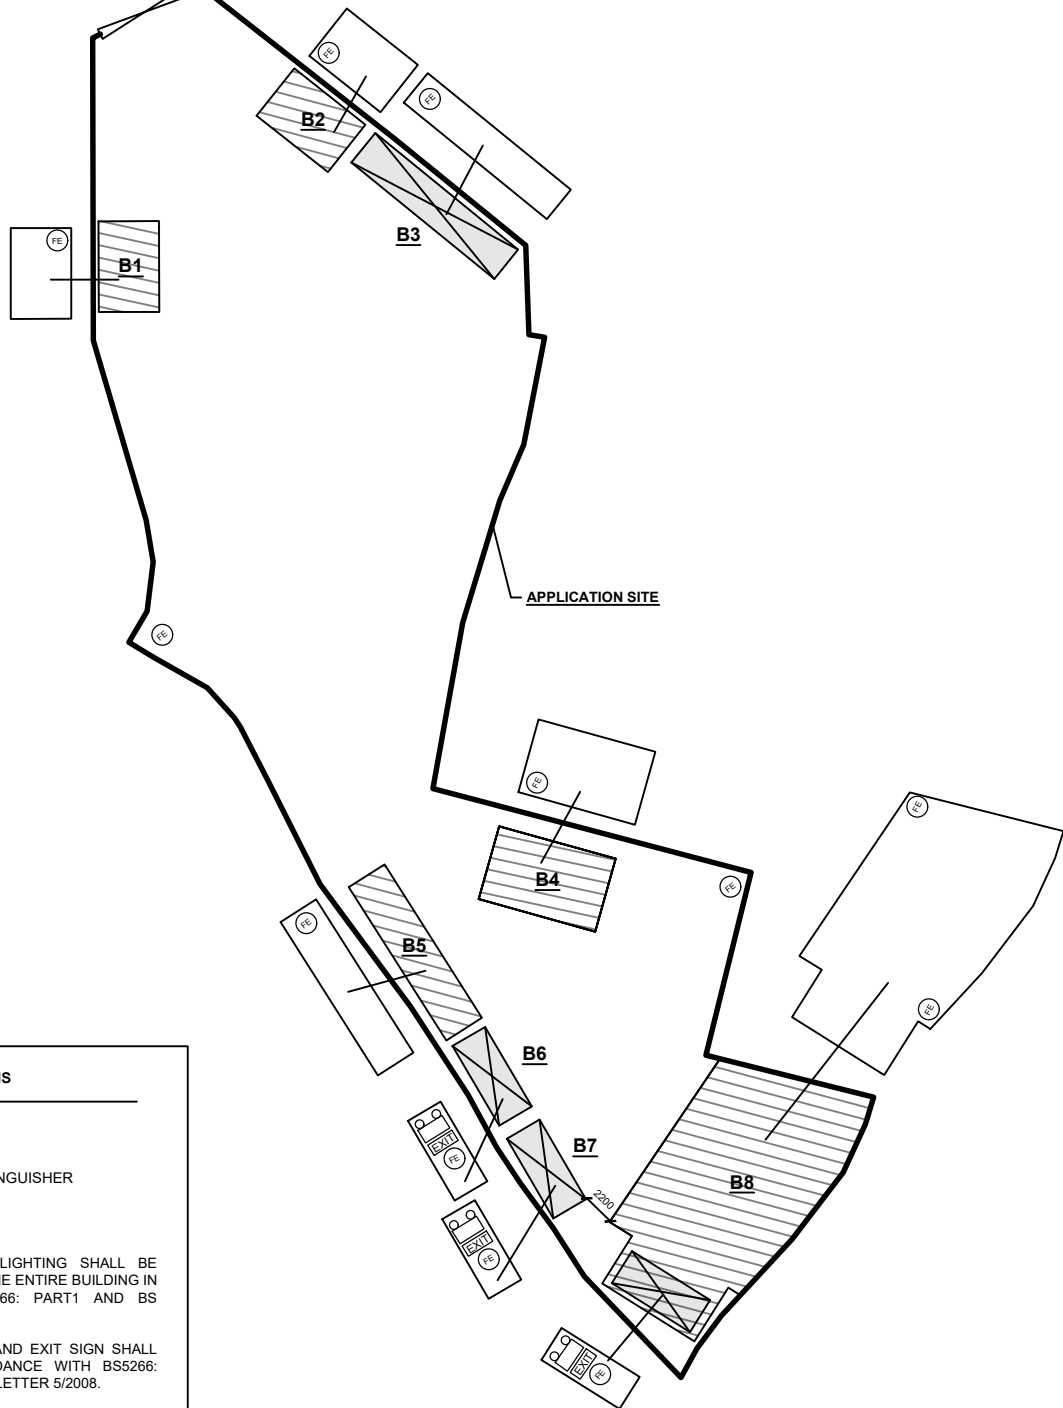 FE
B2
FE
B3
FE
B1
APPLICATION SITE
FE
FE
B4
FE
FE
FE
B5
FE
B6
EXIT
FE
B7
2200
B8
EXIT
FE
EXIT
FE
NGUISHER
LIGHTING SHALL BE
ENTIRE BUILDING IN
66: PART1 AND BS
AND EXIT SIGN SHALL
DANCE WITH BS5266:
LETTER 5/2008.